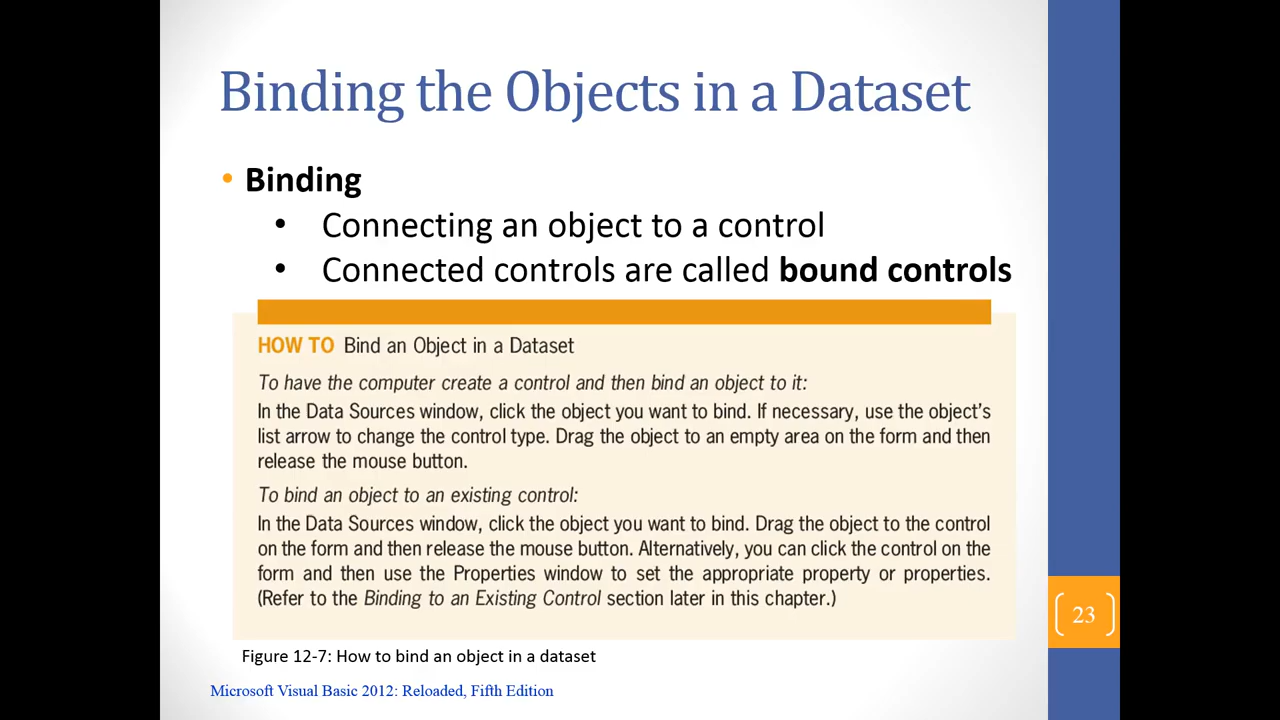 Binding the Objects in a Dataset
• Binding
• Connecting an object to a control
• Connected controls are called bound controls
HOW TO Bind an Object in a Dataset
To have the computer create a control and then bind an object to it:
In the Data Sources window, click the object you want to bind. If necessary, use the object's
list arrow to change the control type. Drag the object to an empty area on the form and then
release the mouse button.
To bind an object to an existing control:
In the Data Sources window, click the object you want to bind. Drag the object to the control
on the form and then release the mouse button. Alternatively, you can click the control on the
form and then use the Properties window to set the appropriate property or properties.
(Refer to the Binding to an Existing Control section later in this chapter.)
23
Figure 12-7: How to bind an object in a dataset
Microsoft Visual Basic 2012: Reloaded, Fifth Edition